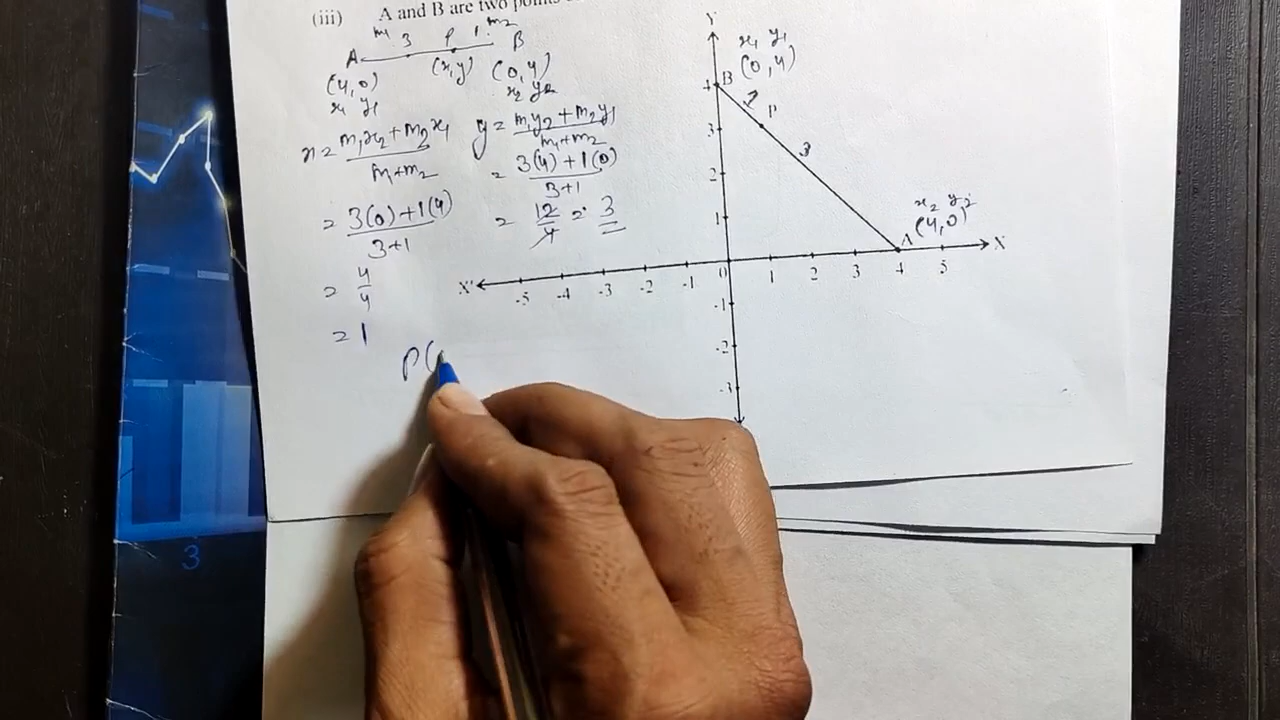 (iii) A and B are two points
m1 3 P 1 : m2
A B
(4,0) (x,y) (0,4)
x1 y1 x2 y2
x = m1x2 + m2x1 / m1+m2
= 3(0) + 1(4) / 3+1
= 4/4
= 1
y = m1y2 + m2y1 / m1+m2
= 3(4) + 1(0) / 3+1
= 12/4 = 3
P(
Y
x1 y1
(0,4)
4 B
P
3 3
2
x2 y2
1 A (4,0)
X' -5 -4 -3 -2 -1 0 1 2 3 4 5 X
-1
-2
-3
3